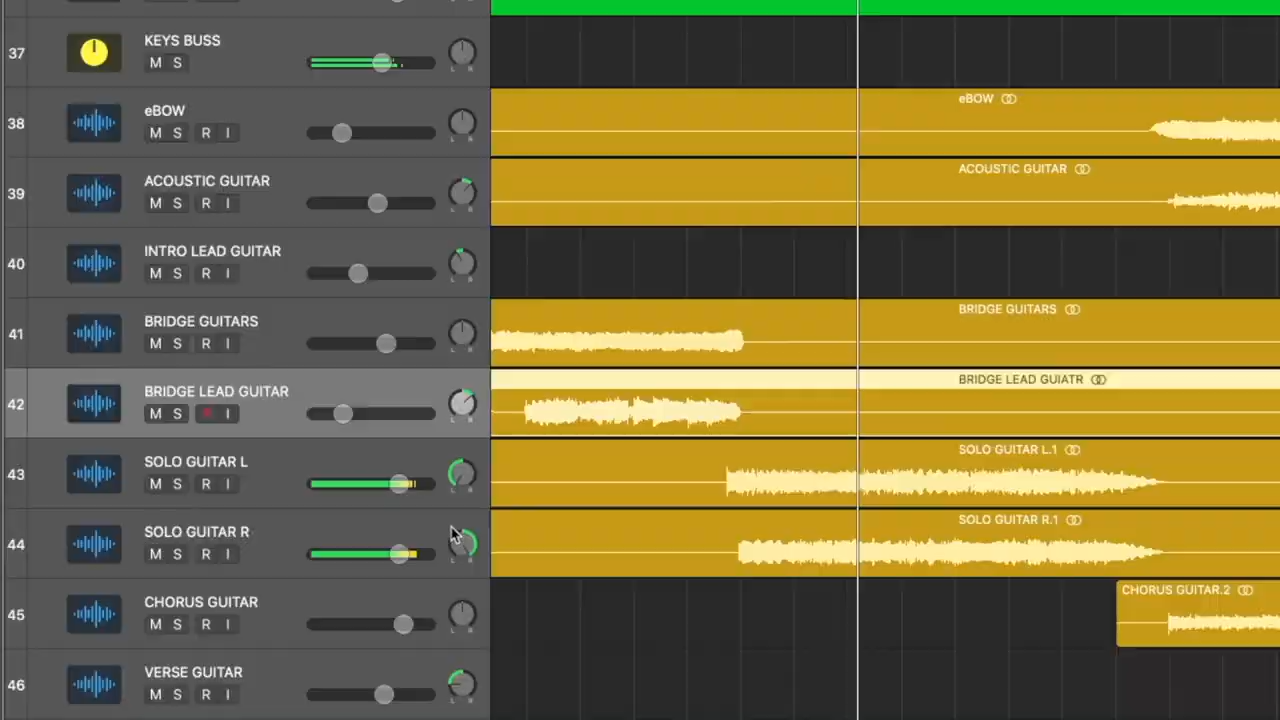 37
KEYS BUSS
M S
L R
38
eBOW
M S R I
L R
eBOW
39
ACOUSTIC GUITAR
M S R I
L R
ACOUSTIC GUITAR
40
INTRO LEAD GUITAR
M S R I
L R
41
BRIDGE GUITARS
M S R I
L R
BRIDGE GUITARS
42
BRIDGE LEAD GUITAR
M S I
L R
BRIDGE LEAD GUIATR
43
SOLO GUITAR L
M S R I
L R
SOLO GUITAR L.1
44
SOLO GUITAR R
M S R I
L R
SOLO GUITAR R.1
45
CHORUS GUITAR
M S R I
L R
CHORUS GUITAR.2
46
VERSE GUITAR
M S R I
L R